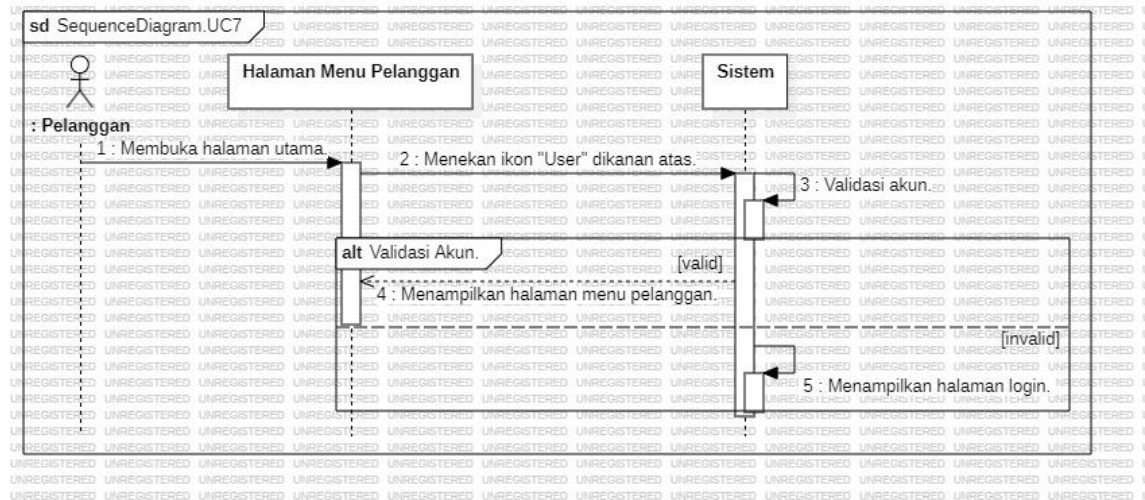 sd SequenceDiagram.UC7
Halaman Menu Pelanggan
Sistem
: Pelanggan
1 : Membuka halaman utama.
2 : Menekan ikon "User" dikanan atas.
3 : Validasi akun.
alt Validasi Akun.
[valid]
4 : Menampilkan halaman menu pelanggan.
[invalid]
5 : Menampilkan halaman login.
UNREGISTERED